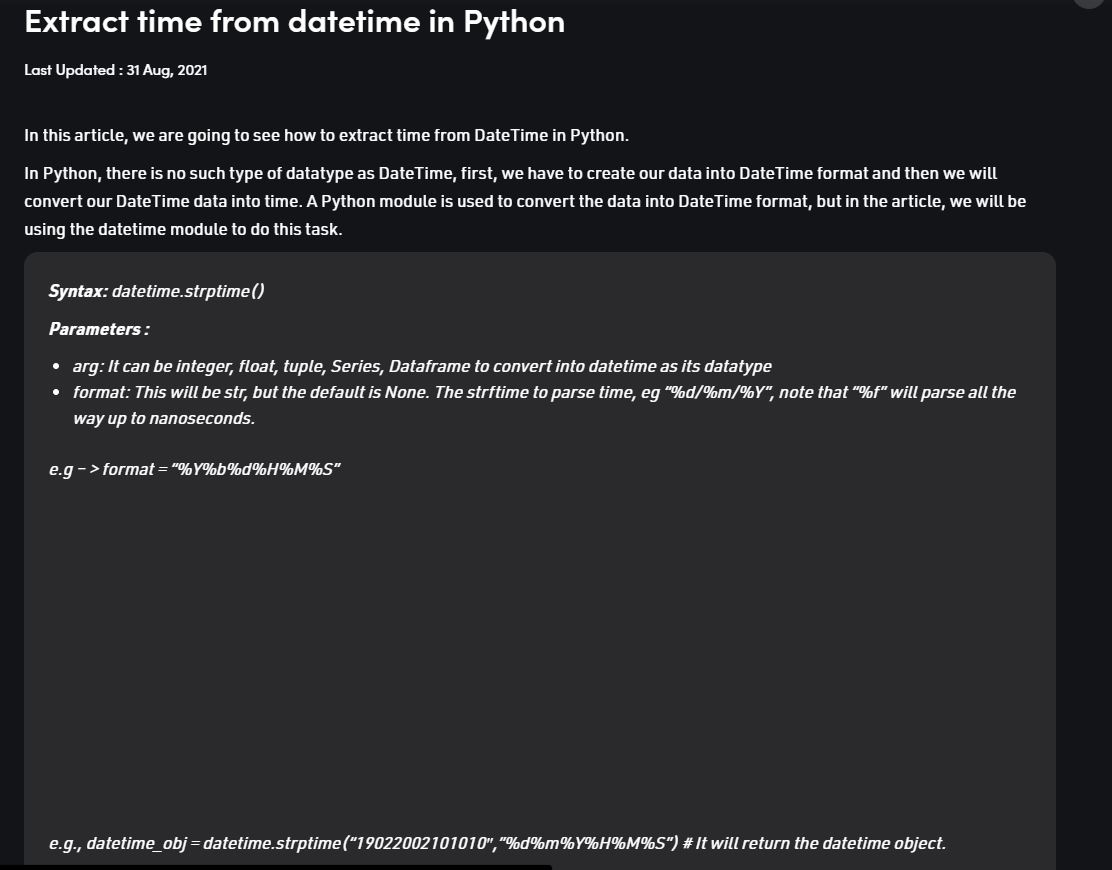 Extract time from datetime in Python
Last Updated : 31 Aug, 2021
In this article, we are going to see how to extract time from DateTime in Python.
In Python, there is no such type of datatype as DateTime, first, we have to create our data into DateTime format and then we will
convert our DateTime data into time. A Python module is used to convert the data into DateTime format, but in the article, we will be
using the datetime module to do this task.
Syntax: datetime.strptime()
Parameters :
• arg: It can be integer, float, tuple, Series, Dataframe to convert into datetime as its datatype
• format: This will be str, but the default is None. The strftime to parse time, eg “%d/%m/%Y”, note that “%f” will parse all the
way up to nanoseconds.
e.g – > format = “%Y%b%d%H%M%S”
e.g., datetime_obj = datetime.strptime(“19022002101010″,”%d%m%Y%H%M%S”) # It will return the datetime object.